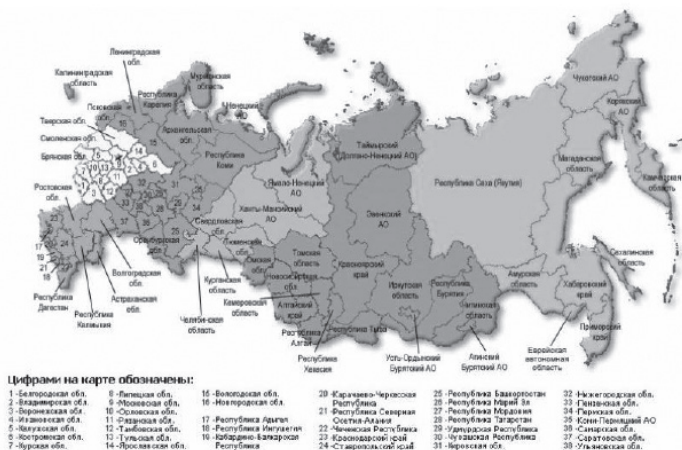 Ленинградская
обл.
Калининградская
область
Мурманская
область
Республика
Карелия
Ненецкий
АО
Псковская
обл.
16
Тверская обл.
Смоленская обл.
Брянская обл.
Архангельская
обл.
15
14
Республика
Коми
Ростовская
обл.
Чукотский АО
Корякский
АО
Таймырский
(Долгано-Ненецкий АО)
Магаданская
область
Камчатская
область
Ямало-Ненецкий
АО
Республика Саха (Якутия)
Ханты-Мансийский
АО
Эвенкский
АО
Свердловская
обл.
Тюменская
обл.
Оренбургская
обл.
Омская
обл.
Томская
область
Новосибирская
обл.
Красноярский
край
Иркутская
область
Республика
Бурятия
Читинская
область
Амурская
область
Хабаровский
край
Сахалинская
область
Приморский
край
Волгоградская
обл.
Астраханская
обл.
Республика
Дагестан
Республика
Калмыкия
Курганская
обл.
Челябинская
область
Кемеровская
обл.
Алтайский
край
Республика
Алтай
Республика
Хакасия
Республика Тыва
Усть-Ордынский
Бурятский АО
Агинский
Бурятский АО
Еврейская
автономная
область
Цифрами на карте обозначены:
1 -Белгородская обл.
2 -Владимирская обл.
3 -Воронежская обл.
4 -Ивановская обл.
5 -Калужская обл.
6 -Костромская обл.
7 -Курская обл.
8 -Липецкая обл.
9 -Московская обл.
10 -Орловская обл.
11 -Рязанская обл.
12 -Тамбовская обл.
13 -Тульская обл.
14 -Ярославская обл.
15 -Вологодская обл.
16 -Новгородская обл.
17 -Республика Адыгея
18 -Республика Ингушетия
19 -Кабардино-Балкарская
Республика
20 -Карачаево-Черкесская
Республика
21 -Республика Северная
Осетия-Алания
22 -Чеченская Республика
23 -Краснодарский край
24 -Ставропольский край
25 -Республика Башкортостан
26 -Республика Марий Эл
27 -Республика Мордовия
28 -Республика Татарстан
29 -Удмуртская Республика
30 -Чувашская Республика
31 -Кировская обл.
32 -Нижегородская обл.
33 -Пензенская обл.
34 -Пермская обл.
35 -Коми-Пермяцкий АО
36 -Самарская обл.
37 -Саратовская обл.
38 -Ульяновская обл.